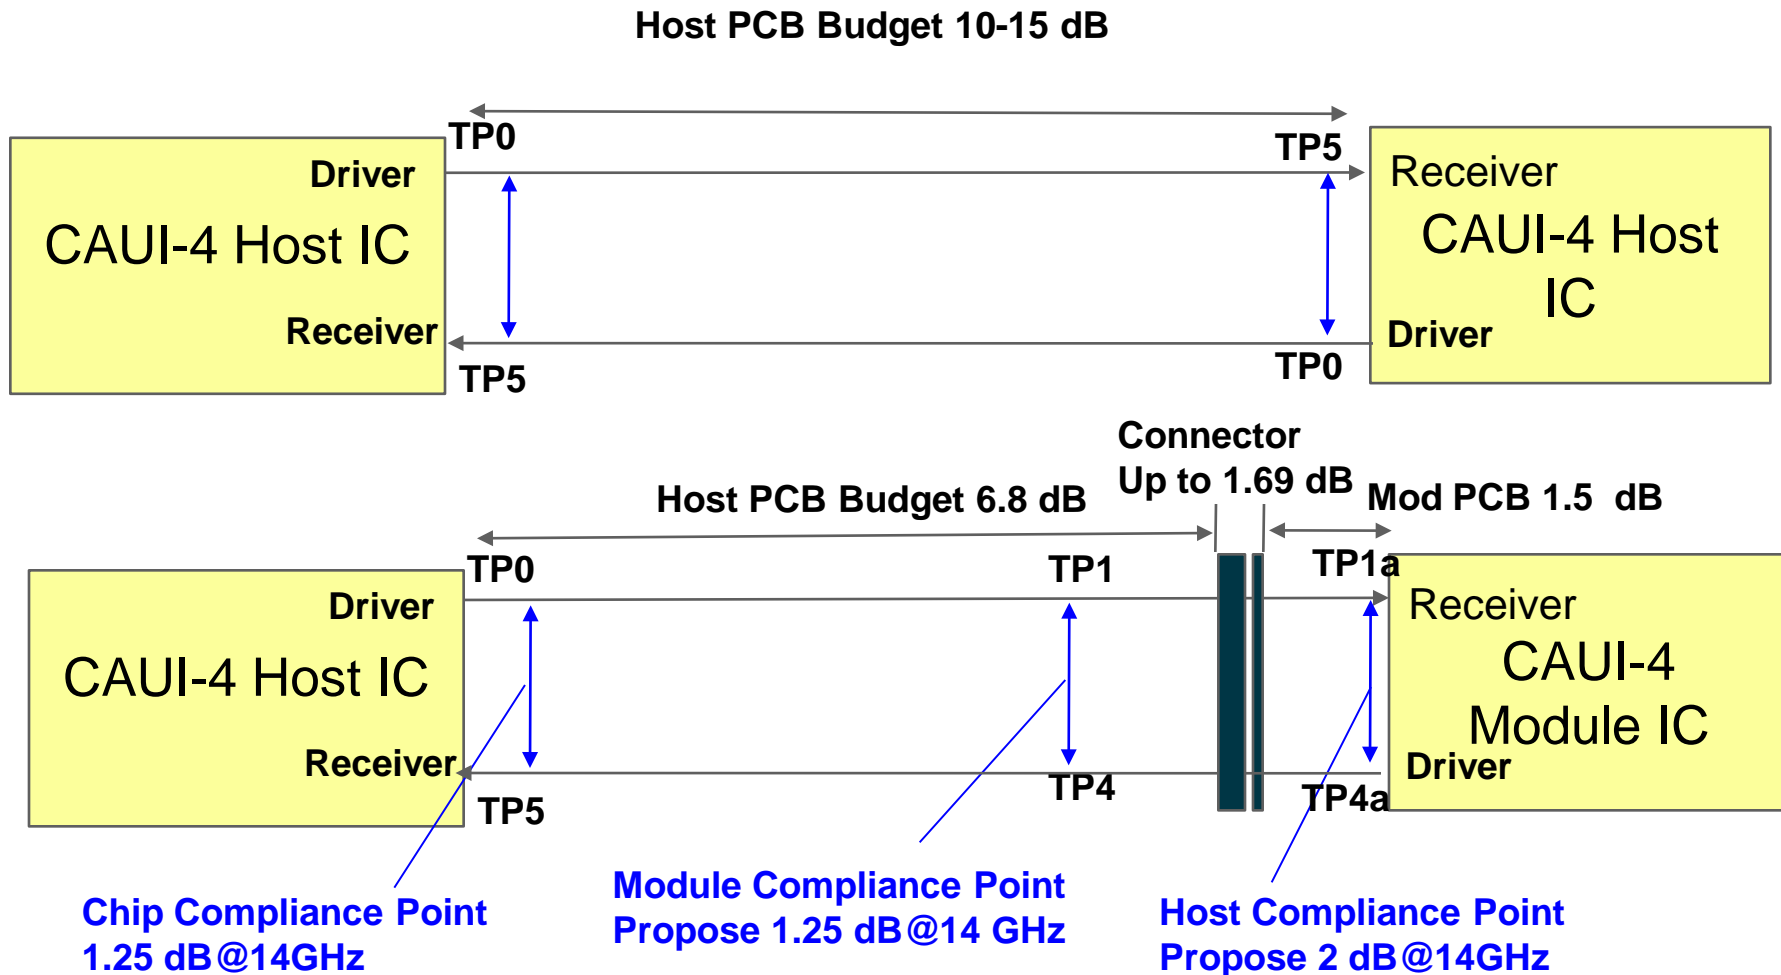 Host PCB Budget 10-15 dB
TP0
TP5
Driver
Receiver
CAUI-4 Host IC
CAUI-4 Host
IC
Receiver
Driver
TP5
TP0
Connector
Up to 1.69 dB
Host PCB Budget 6.8 dB
Mod PCB 1.5 dB
TP0
TP1
TP1a
Driver
Receiver
CAUI-4 Host IC
CAUI-4
Module IC
Receiver
Driver
TP5
TP4
TP4a
Chip Compliance Point
1.25 dB@14GHz
Module Compliance Point
Propose 1.25 dB@14 GHz
Host Compliance Point
Propose 2 dB@14GHz